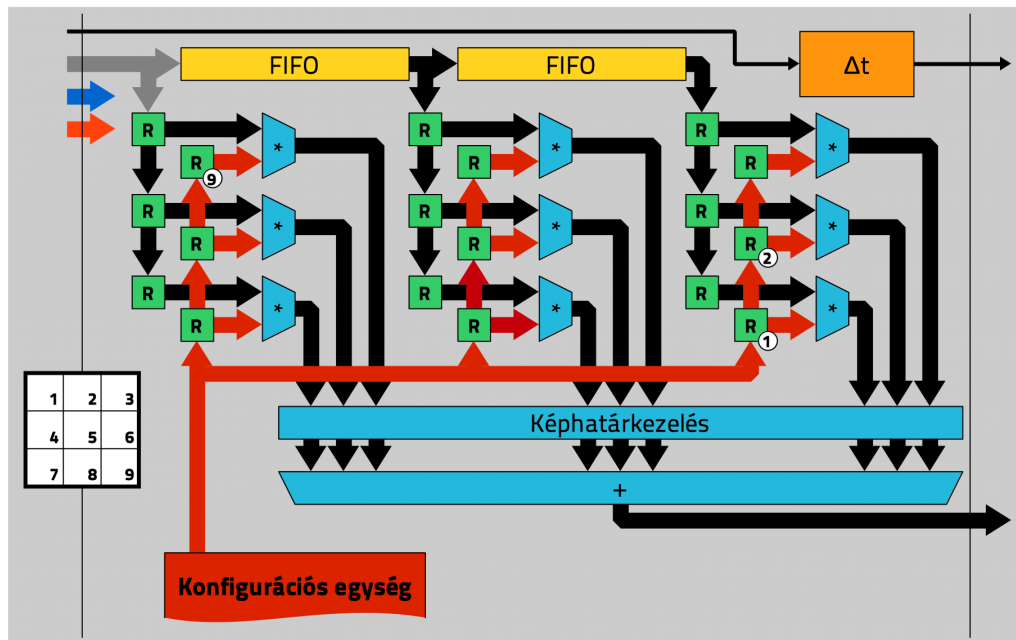 FIFO
FIFO
Δt
R
*
R
*
R
*
R
9
R
R
R
R
*
R
*
R
*
R
2
R
*
R
*
R
*
R
R
R
1
1 2 3
4 5 6
7 8 9
Képhatárkezelés
+
Konfigurációs egység